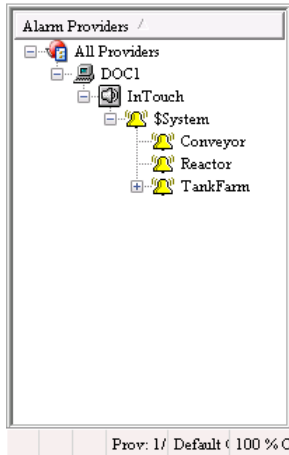 Alarm Providers
All Providers
DOC1
InTouch
$System
Conveyor
Reactor
TankFarm
Prov: 1/ Default 100 %